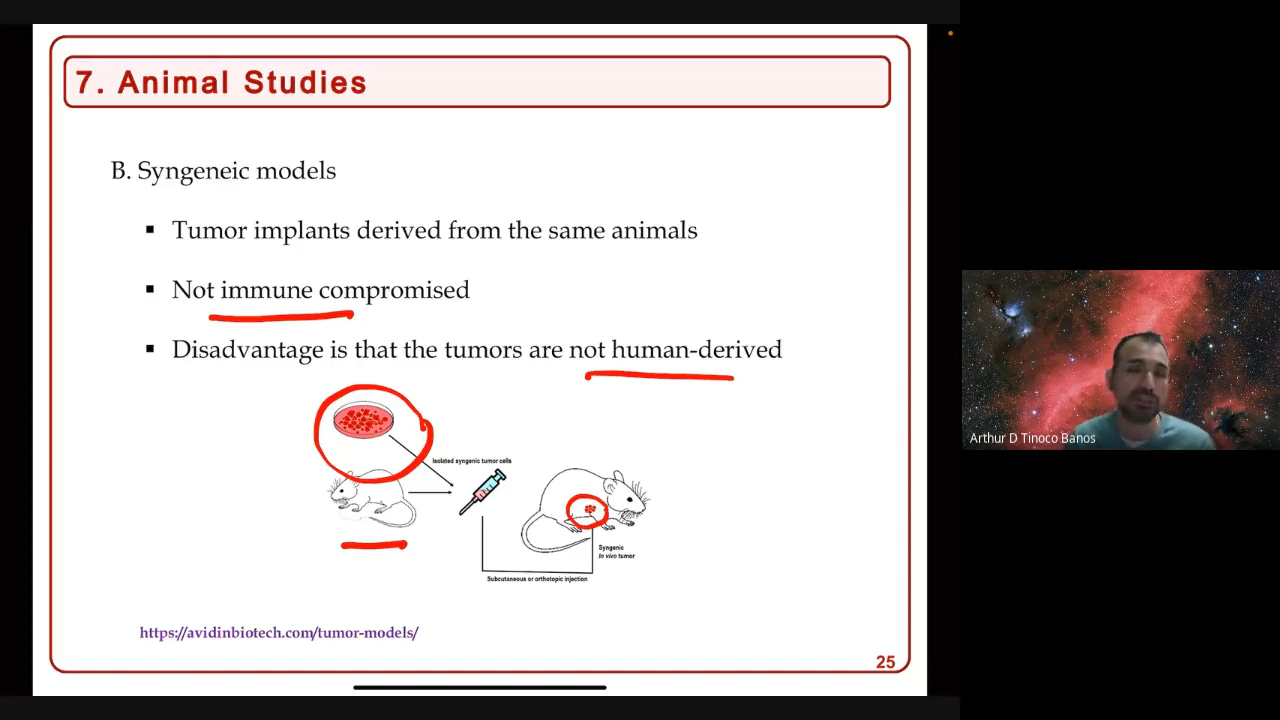 7. Animal Studies
B. Syngeneic models
▪ Tumor implants derived from the same animals
▪ Not immune compromised
▪ Disadvantage is that the tumors are not human-derived
Isolated syngenic tumor cells
Syngenic
in vivo tumor
Subcutaneous or orthotopic injection
https://avidinbiotech.com/tumor-models/
25
Arthur D Tinoco Banos